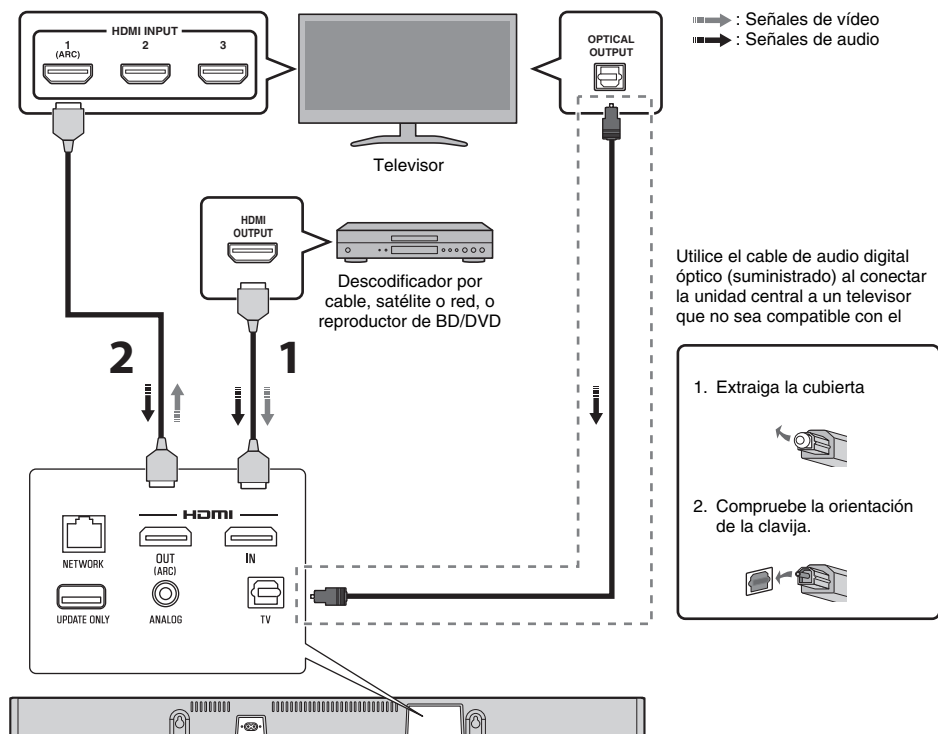 HDMI INPUT
1
(ARC)
2
3
OPTICAL
OUTPUT
: Señales de vídeo
: Señales de audio
Televisor
HDMI
OUTPUT
Descodificador por
cable, satélite o red, o
reproductor de BD/DVD
Utilice el cable de audio digital
óptico (suministrado) al conectar
la unidad central a un televisor
que no sea compatible con el
1. Extraiga la cubierta
2. Compruebe la orientación
de la clavija.
2
1
HDMI
NETWORK
OUT
(ARC)
IN
UPDATE ONLY
ANALOG
TV